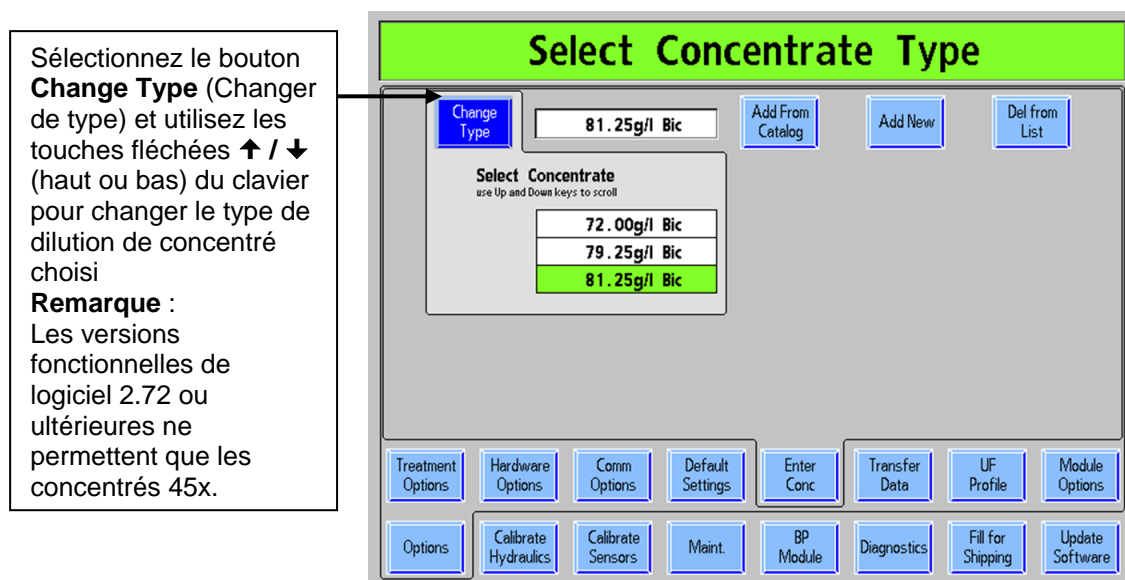 Sélectionnez le bouton
Change Type (Changer
de type) et utilisez les
touches fléchées ↑ / ↓
(haut ou bas) du clavier
pour changer le type de
dilution de concentré
choisi
Remarque :
Les versions
fonctionnelles de
logiciel 2.72 ou
ultérieures ne
permettent que les
concentrés 45x.
Select Concentrate Type
Change
Type
81.25g/l Bic
Add From
Catalog
Add New
Del from
List
Select Concentrate
use Up and Down keys to scroll
72.00g/l Bic
79.25g/l Bic
81.25g/l Bic
Treatment
Options
Hardware
Options
Comm
Options
Default
Settings
Enter
Conc
Transfer
Data
UF
Profile
Module
Options
Options
Calibrate
Hydraulics
Calibrate
Sensors
Maint.
BP
Module
Diagnostics
Fill for
Shipping
Update
Software